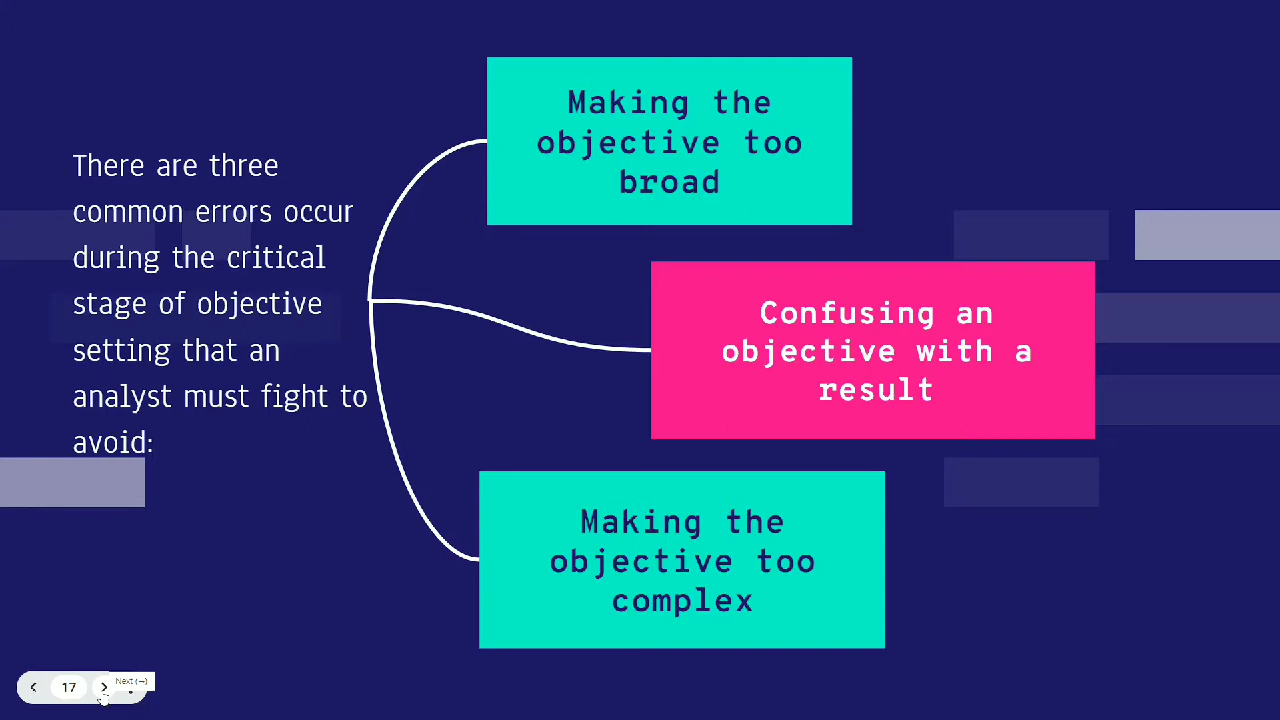 There are three
common errors occur
during the critical
stage of objective
setting that an
analyst must fight to
avoid:
Making the
objective too
broad
Confusing an
objective with a
result
Making the
objective too
complex
17
Next (→)